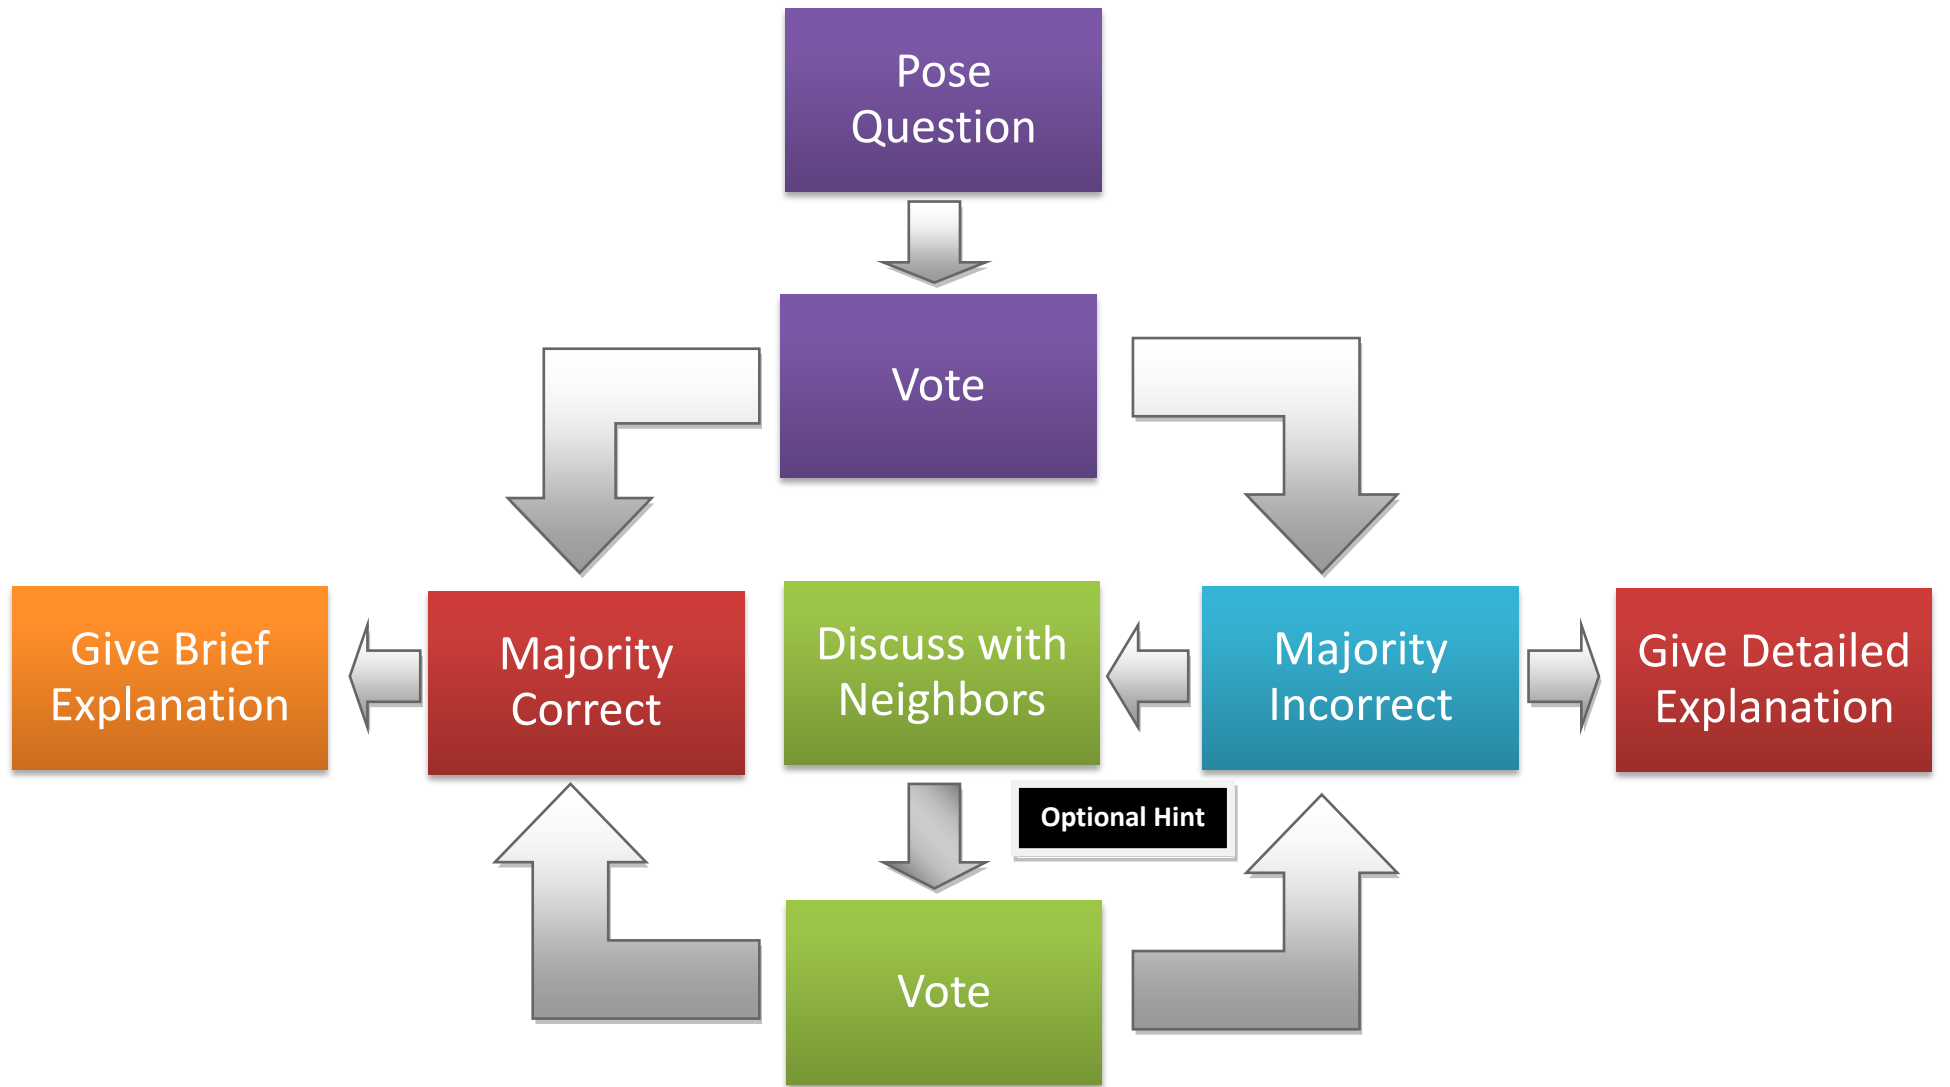 Pose
Question
Vote
Give Brief
Explanation
Majority
Correct
Discuss with
Neighbors
Majority
Incorrect
Give Detailed
Explanation
Optional Hint
Vote